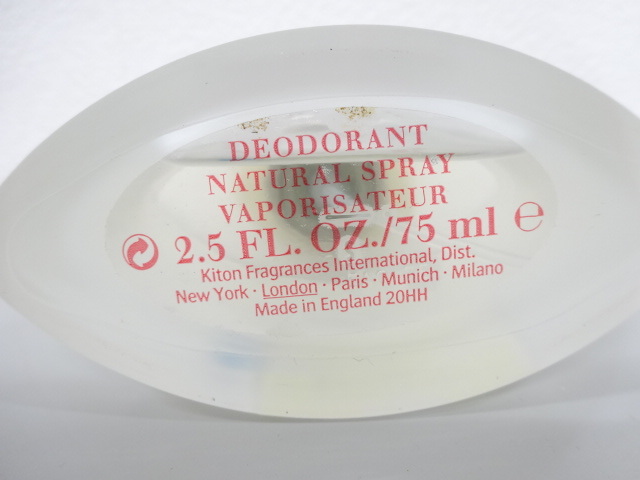 DEODORANT
NATURAL SPRAY
VAPORISATEUR
2.5 FL. OZ./75 ml ℮
Kiton Fragrances International, Dist.
New York · London · Paris · Munich · Milano
Made in England 20HH